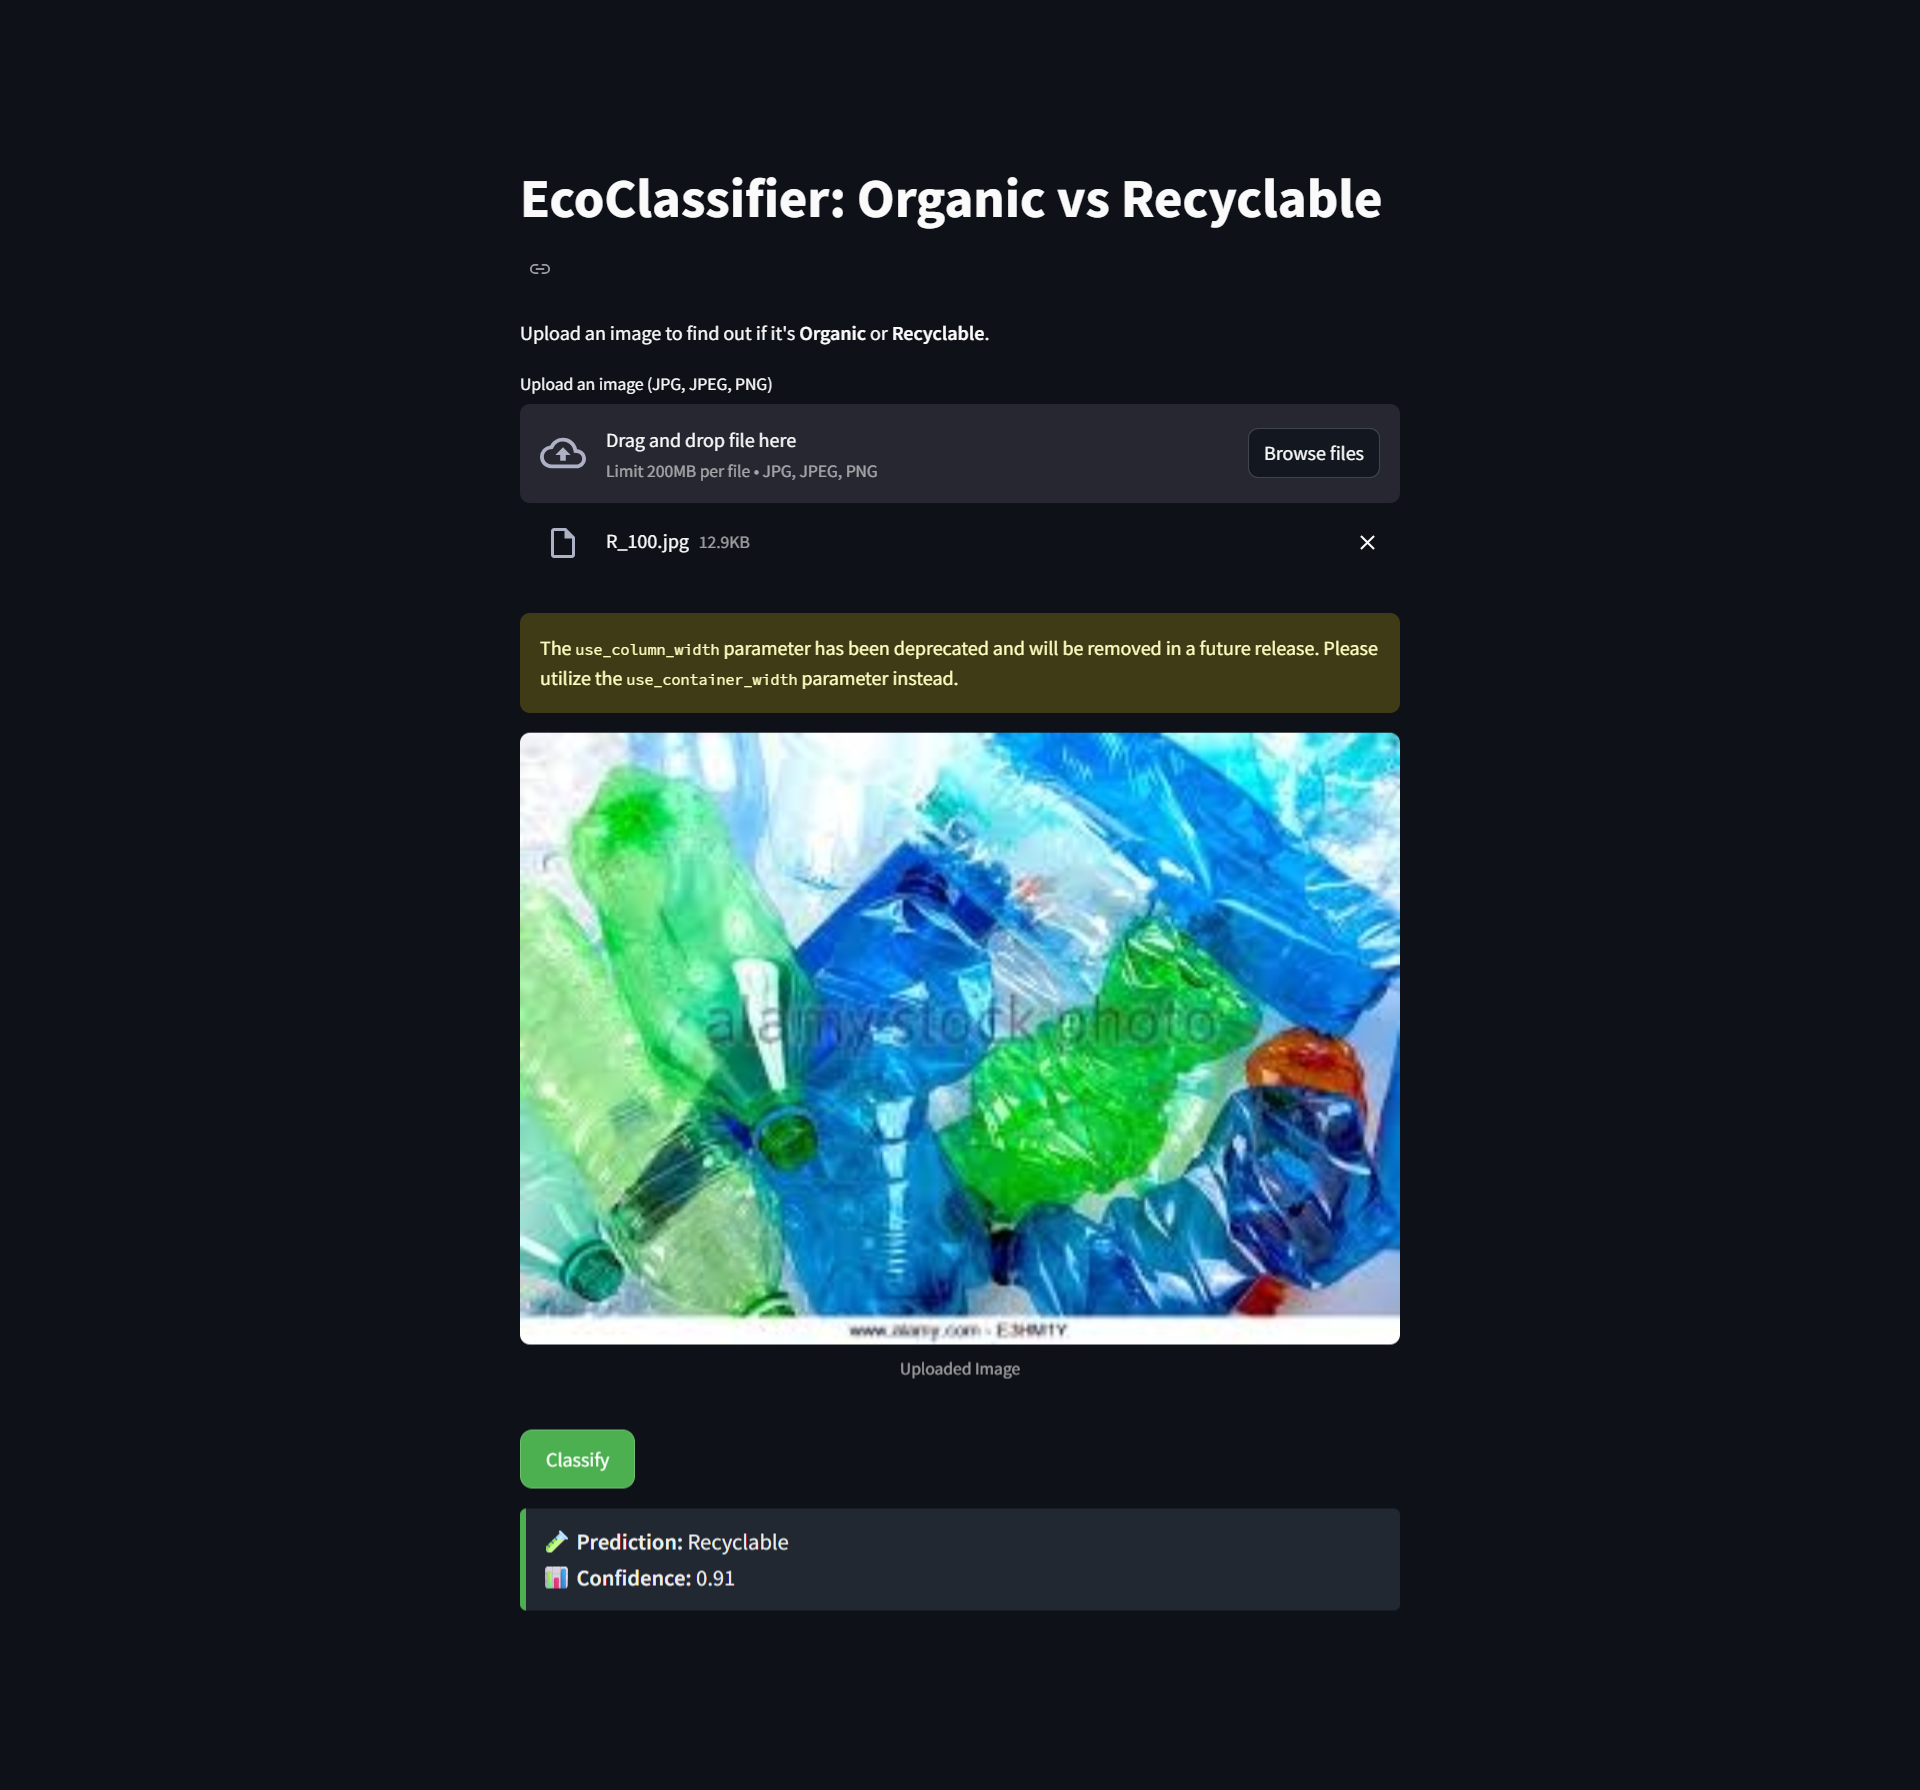 EcoClassifier: Organic vs Recyclable
Upload an image to find out if it's Organic or Recyclable.
Upload an image (JPG, JPEG, PNG)
Drag and drop file here
Limit 200MB per file • JPG, JPEG, PNG
Browse files
R_100.jpg 12.9KB
The use_column_width parameter has been deprecated and will be removed in a future release. Please
utilize the use_container_width parameter instead.
alamy stock photo
www.alamy.com - E3HM1Y
Uploaded Image
Classify
Prediction: Recyclable
Confidence: 0.91